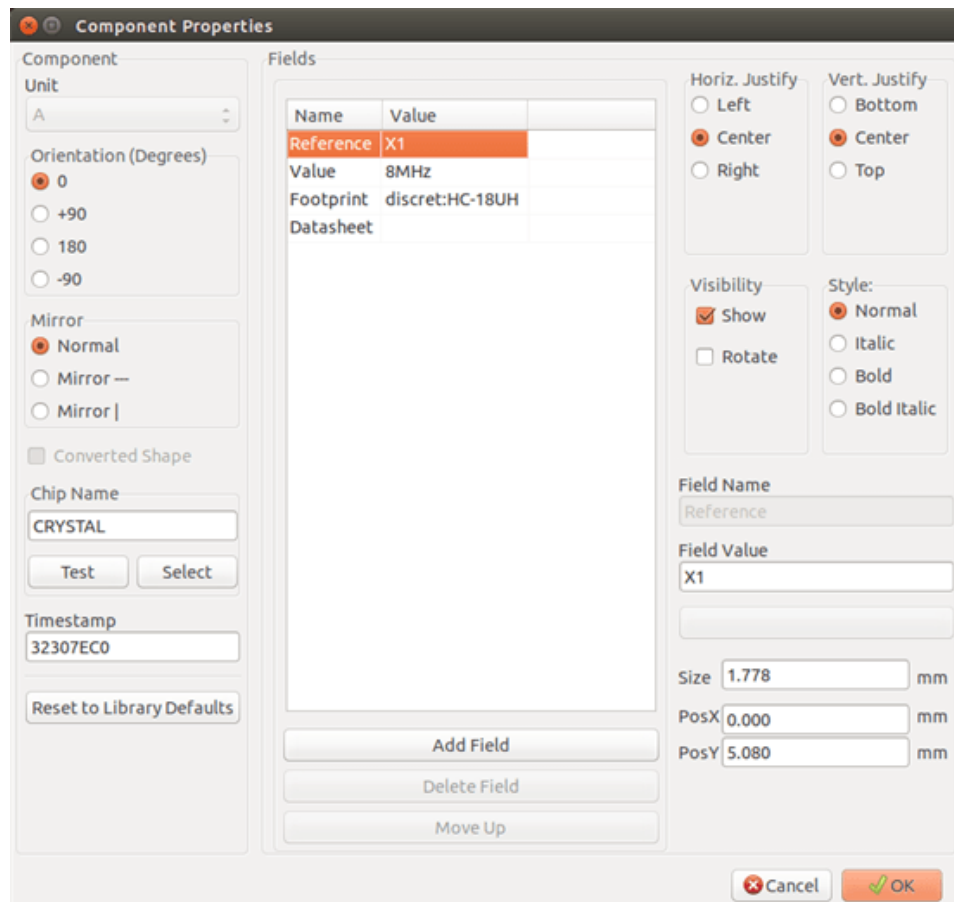 Component Properties
Component
Unit
A
Orientation (Degrees)
0
+90
180
-90
Mirror
Normal
Mirror ---
Mirror |
Converted Shape
Chip Name
CRYSTAL
Test Select
Timestamp
32307EC0
Reset to Library Defaults
Fields
Name Value
Reference X1
Value 8MHz
Footprint discret:HC-18UH
Datasheet
Add Field
Delete Field
Move Up
Horiz. Justify
Left
Center
Right
Vert. Justify
Bottom
Center
Top
Visibility
Show
Rotate
Style:
Normal
Italic
Bold
Bold Italic
Field Name
Reference
Field Value
X1
Size 1.778 mm
PosX 0.000 mm
PosY 5.080 mm
Cancel OK